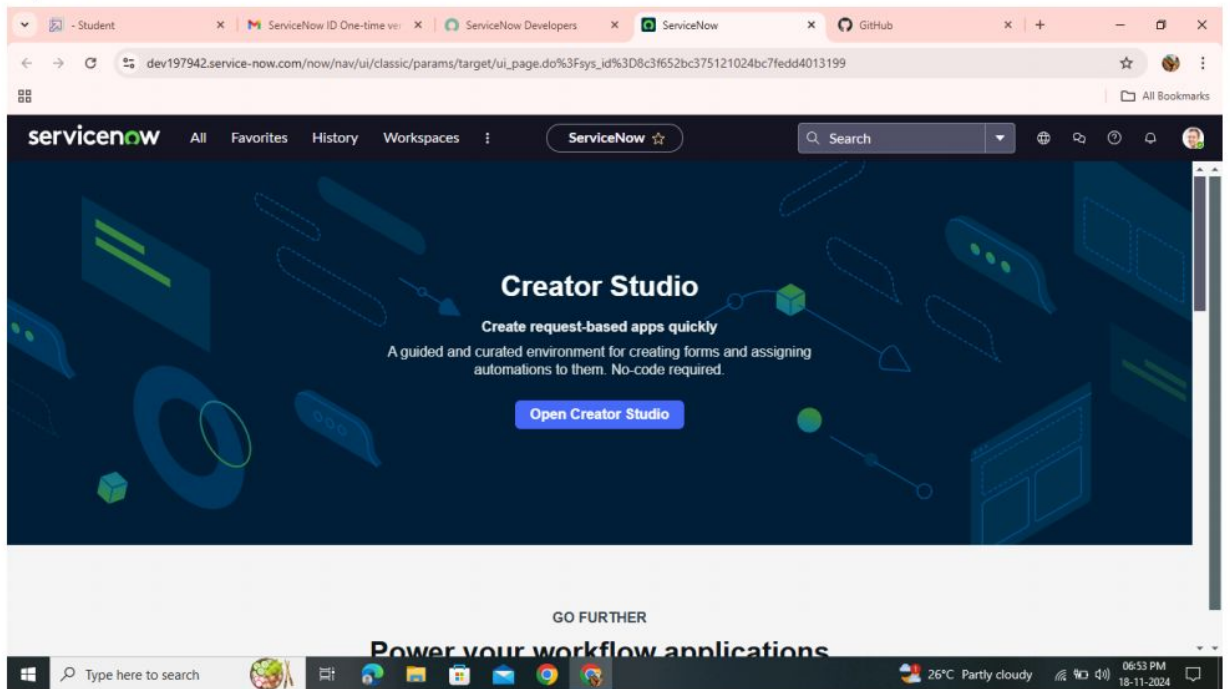 - Student
ServiceNow ID One-time ver
ServiceNow Developers
ServiceNow
GitHub
dev197942.service-now.com/now/nav/ui/classic/params/target/ui_page.do%3Fsys_id%3D8c3f652bc375121024bc7fedd4013199
All Bookmarks
servicenow All Favorites History Workspaces ServiceNow Search
Creator Studio
Create request-based apps quickly
A guided and curated environment for creating forms and assigning
automations to them. No-code required.
Open Creator Studio
GO FURTHER
Power your workflow applications
Type here to search
26°C Partly cloudy
06:53 PM
18-11-2024